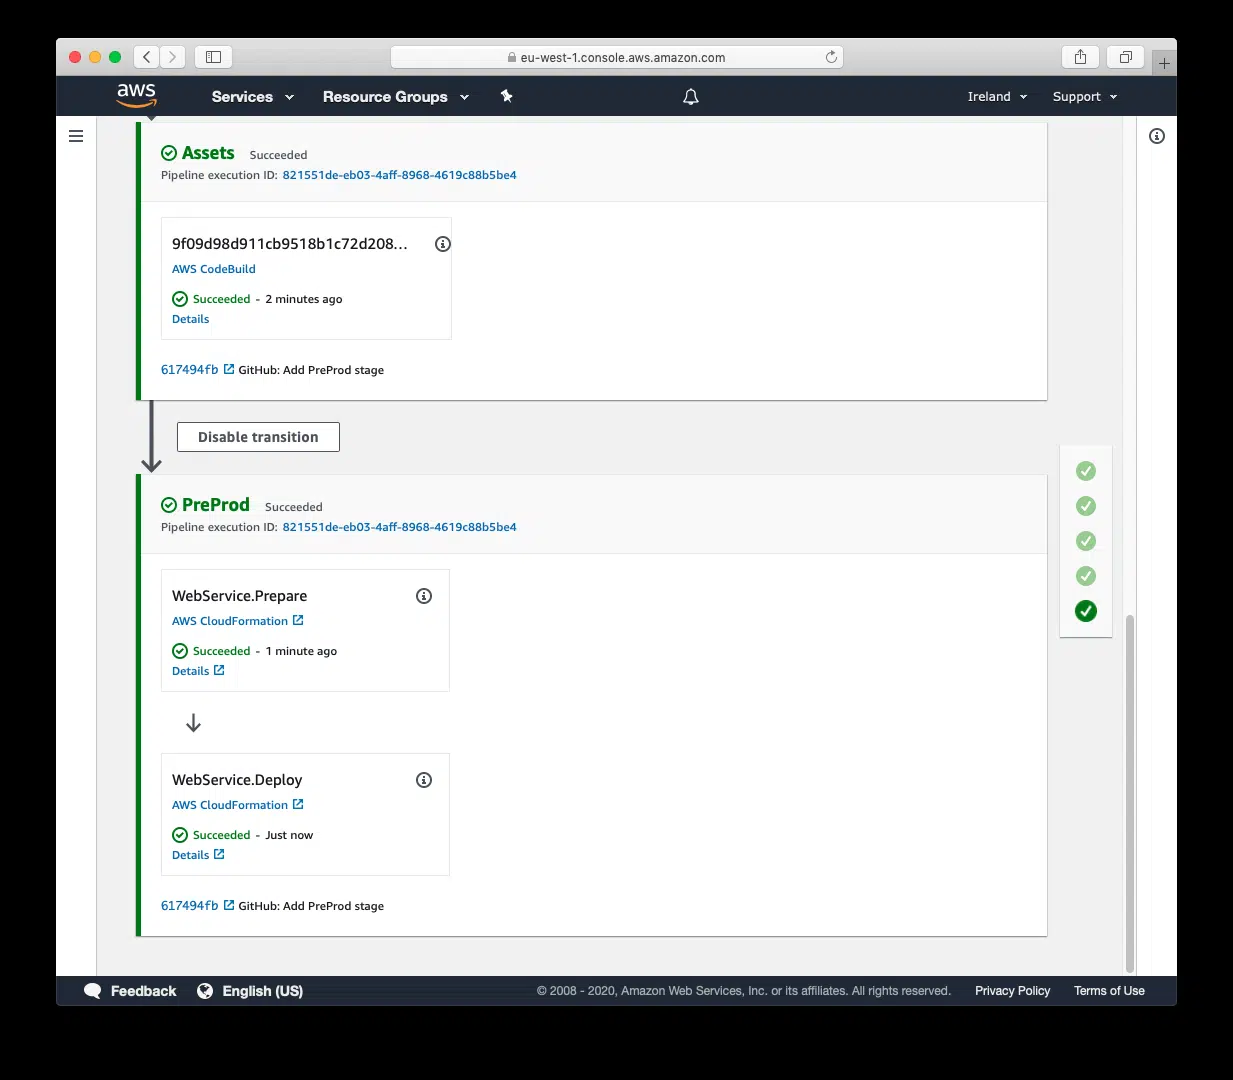 eu-west-1.console.aws.amazon.com
aws Services Resource Groups Ireland Support
Assets Succeeded
Pipeline execution ID: 821551de-eb03-4aff-8968-4619c88b5be4
9f09d98d911cb9518b1c72d208...
AWS CodeBuild
Succeeded - 2 minutes ago
Details
617494fb GitHub: Add PreProd stage
Disable transition
PreProd Succeeded
Pipeline execution ID: 821551de-eb03-4aff-8968-4619c88b5be4
WebService.Prepare
AWS CloudFormation
Succeeded - 1 minute ago
Details
WebService.Deploy
AWS CloudFormation
Succeeded - Just now
Details
617494fb GitHub: Add PreProd stage
Feedback English (US) © 2008 - 2020, Amazon Web Services, Inc. or its affiliates. All rights reserved. Privacy Policy Terms of Use